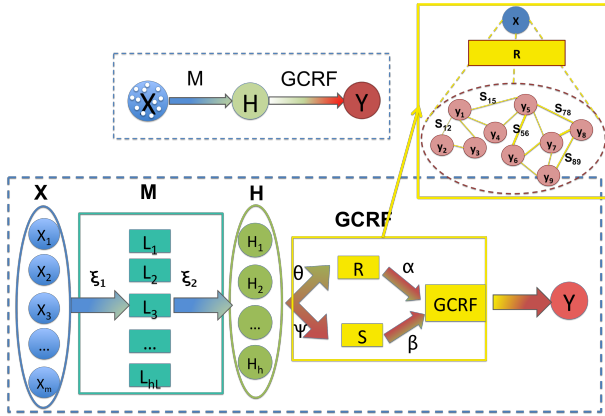 X
R
M
GCRF
X
H
Y
S15
S78
S12
S56
S89
y1
y5
y8
y4
y2
y3
y7
y6
y9
X
M
H
GCRF
X1
X2
X3
...
Xm
ξ1
L1
L2
L3
...
LhL
ξ2
H1
H2
...
Hh
θ
Ψ
R
S
α
β
GCRF
Y